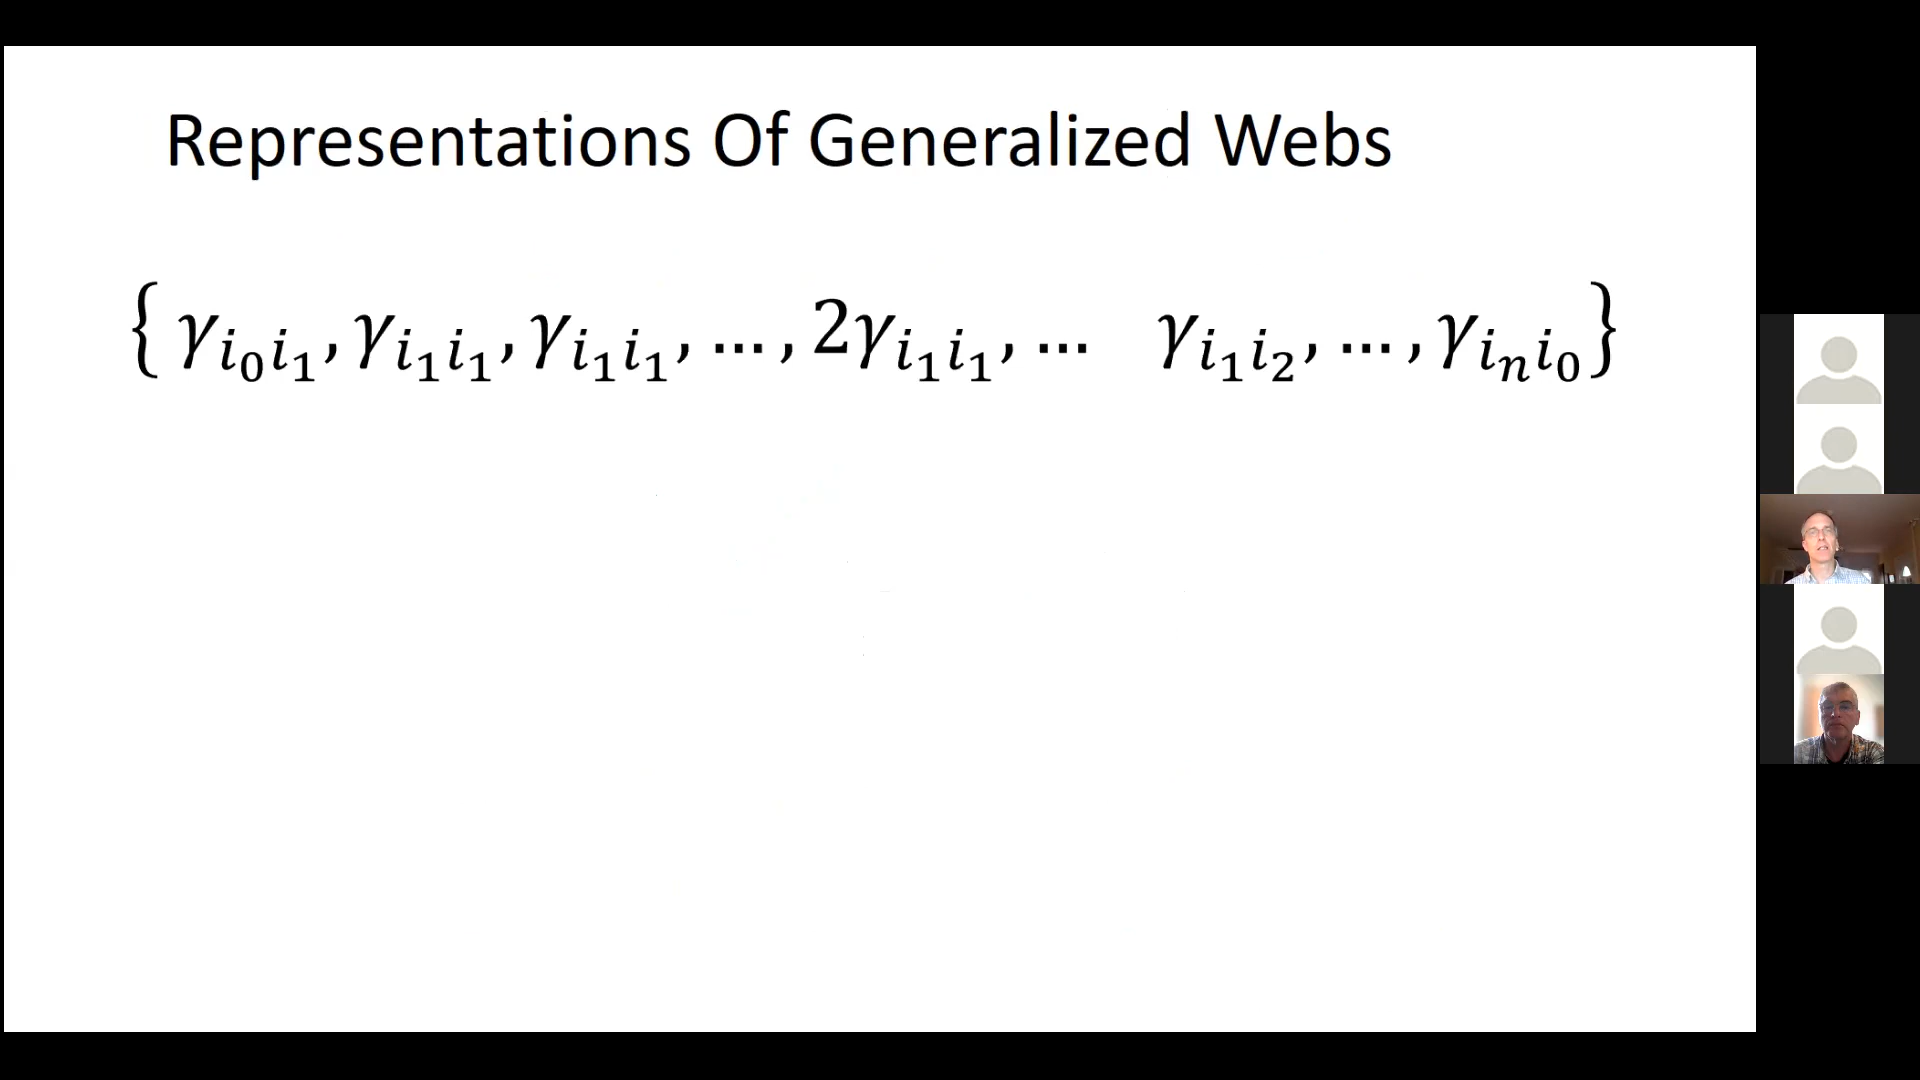 Representations Of Generalized Webs
{ γ_{i_0 i_1}, γ_{i_1 i_1}, γ_{i_1 i_1}, …, 2γ_{i_1 i_1}, … γ_{i_1 i_2}, …, γ_{i_n i_0} }